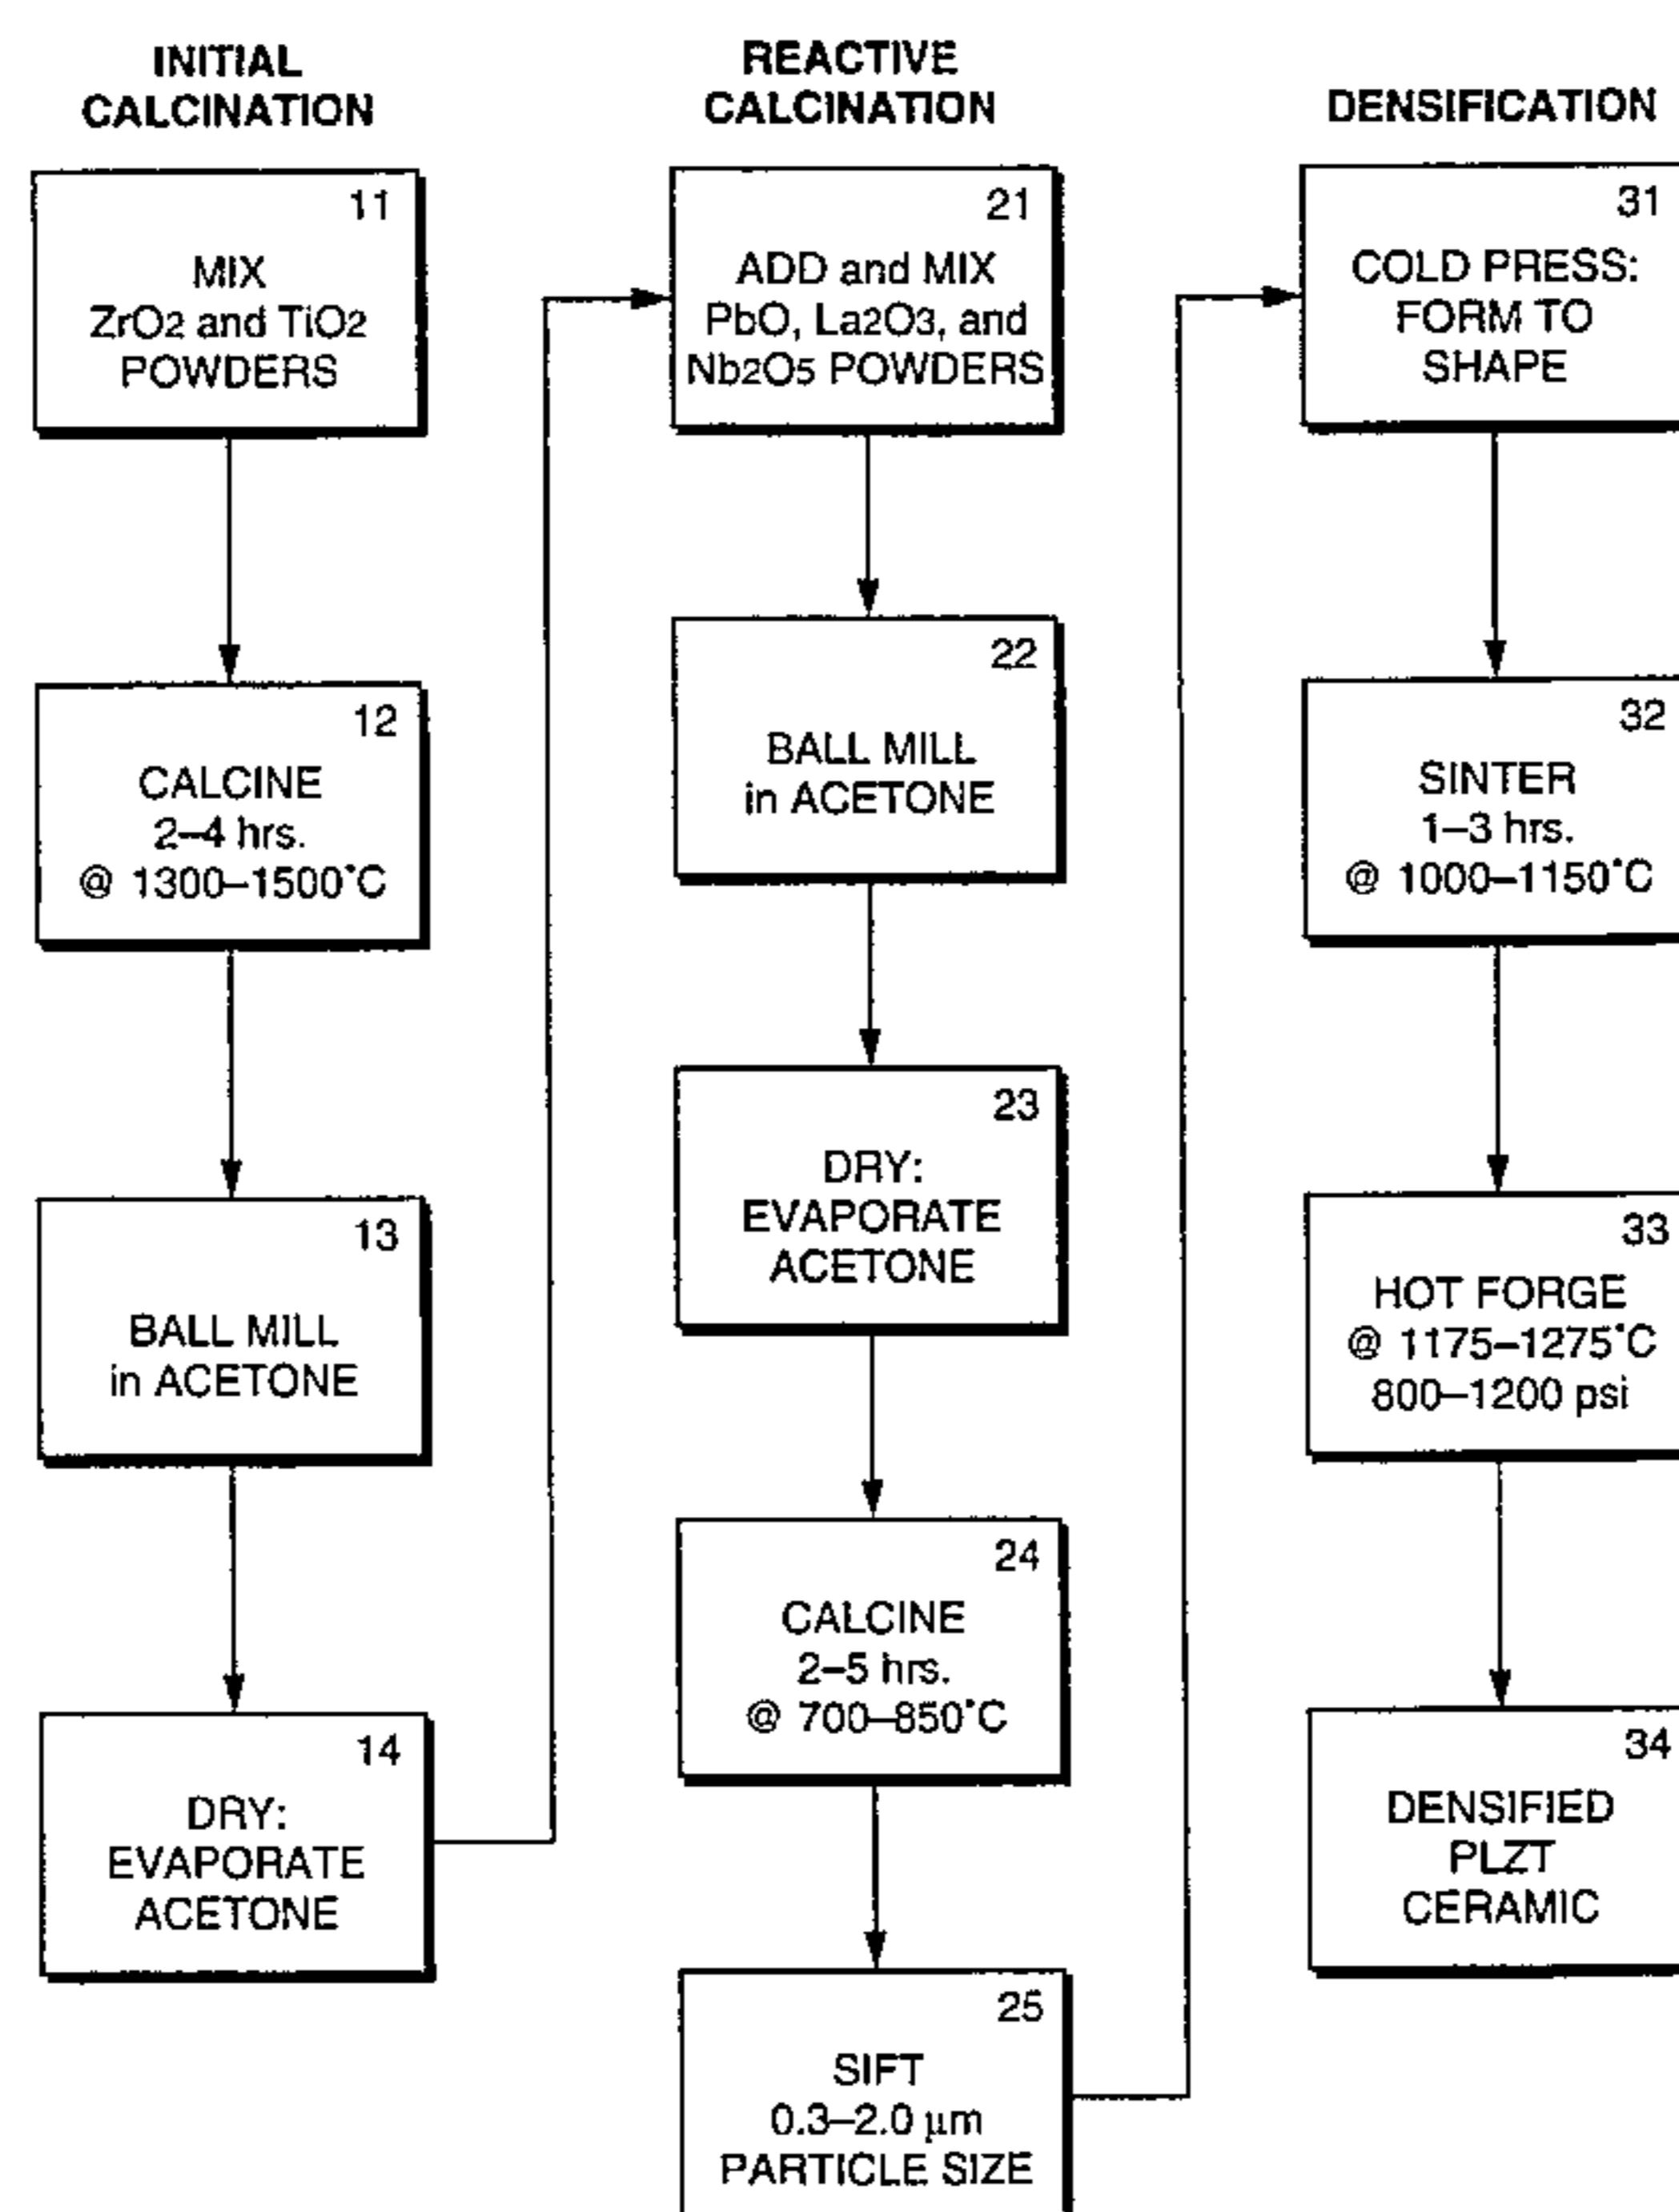 INITIAL
CALCINATION
11
MIX
ZrO2 and TiO2
POWDERS
12
CALCINE
2–4 hrs.
@ 1300–1500°C
13
BALL MILL
in ACETONE
14
DRY:
EVAPORATE
ACETONE
REACTIVE
CALCINATION
21
ADD and MIX
PbO, La2O3, and
Nb2O5 POWDERS
22
BALL MILL
in ACETONE
23
DRY:
EVAPORATE
ACETONE
24
CALCINE
2–5 hrs.
@ 700–850°C
25
SIFT
0.3–2.0 µm
PARTICLE SIZE
DENSIFICATION
31
COLD PRESS:
FORM TO
SHAPE
32
SINTER
1–3 hrs.
@ 1000–1150°C
33
HOT FORGE
@ 1175–1275°C
800–1200 psi
34
DENSIFIED
PLZT
CERAMIC